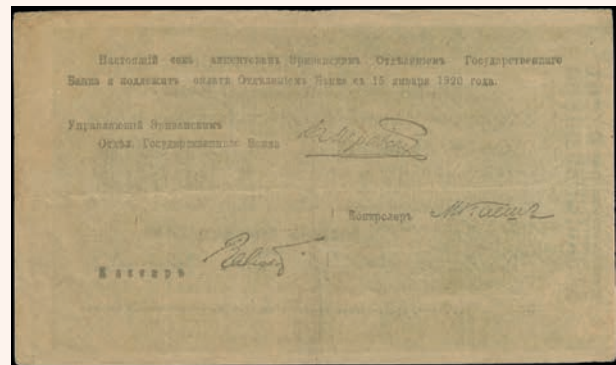 Настоящій чекъ акцептованъ Эриванскимъ Отдѣленіемъ Государственнаго
Банка и подлежитъ оплатѣ Отдѣленіемъ Банка съ 15 января 1920 года.
Управляющій Эриванскимъ
Отдѣл. Государственнаго Банка
Контролеръ
Кассиръ